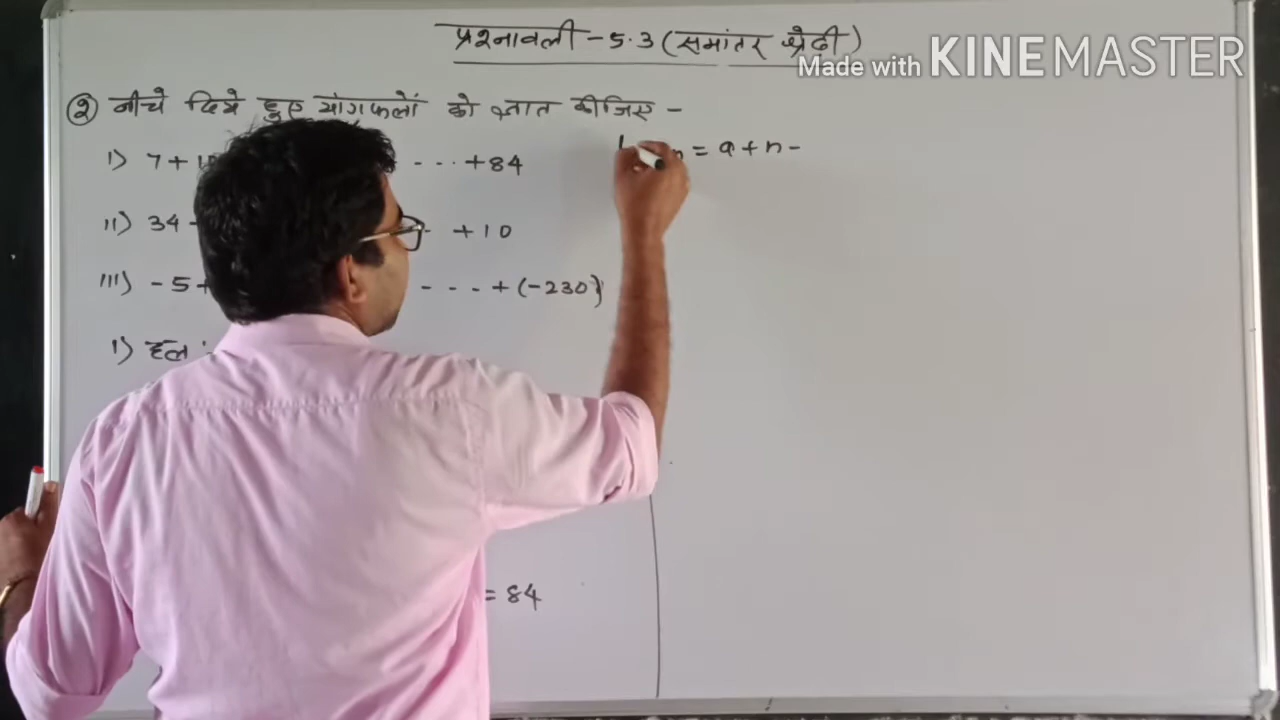 प्रश्नावली - 5.3 (समांतर श्रेढ़ी)
Made with KINEMASTER
② नीचे दिये हुए योगफलों को ज्ञात कीजिए -
I) 7 + - - - + 84
= a + n -
II) 34 - + 10
III) - 5 + - - - + (-230)
I) हल :
= 84